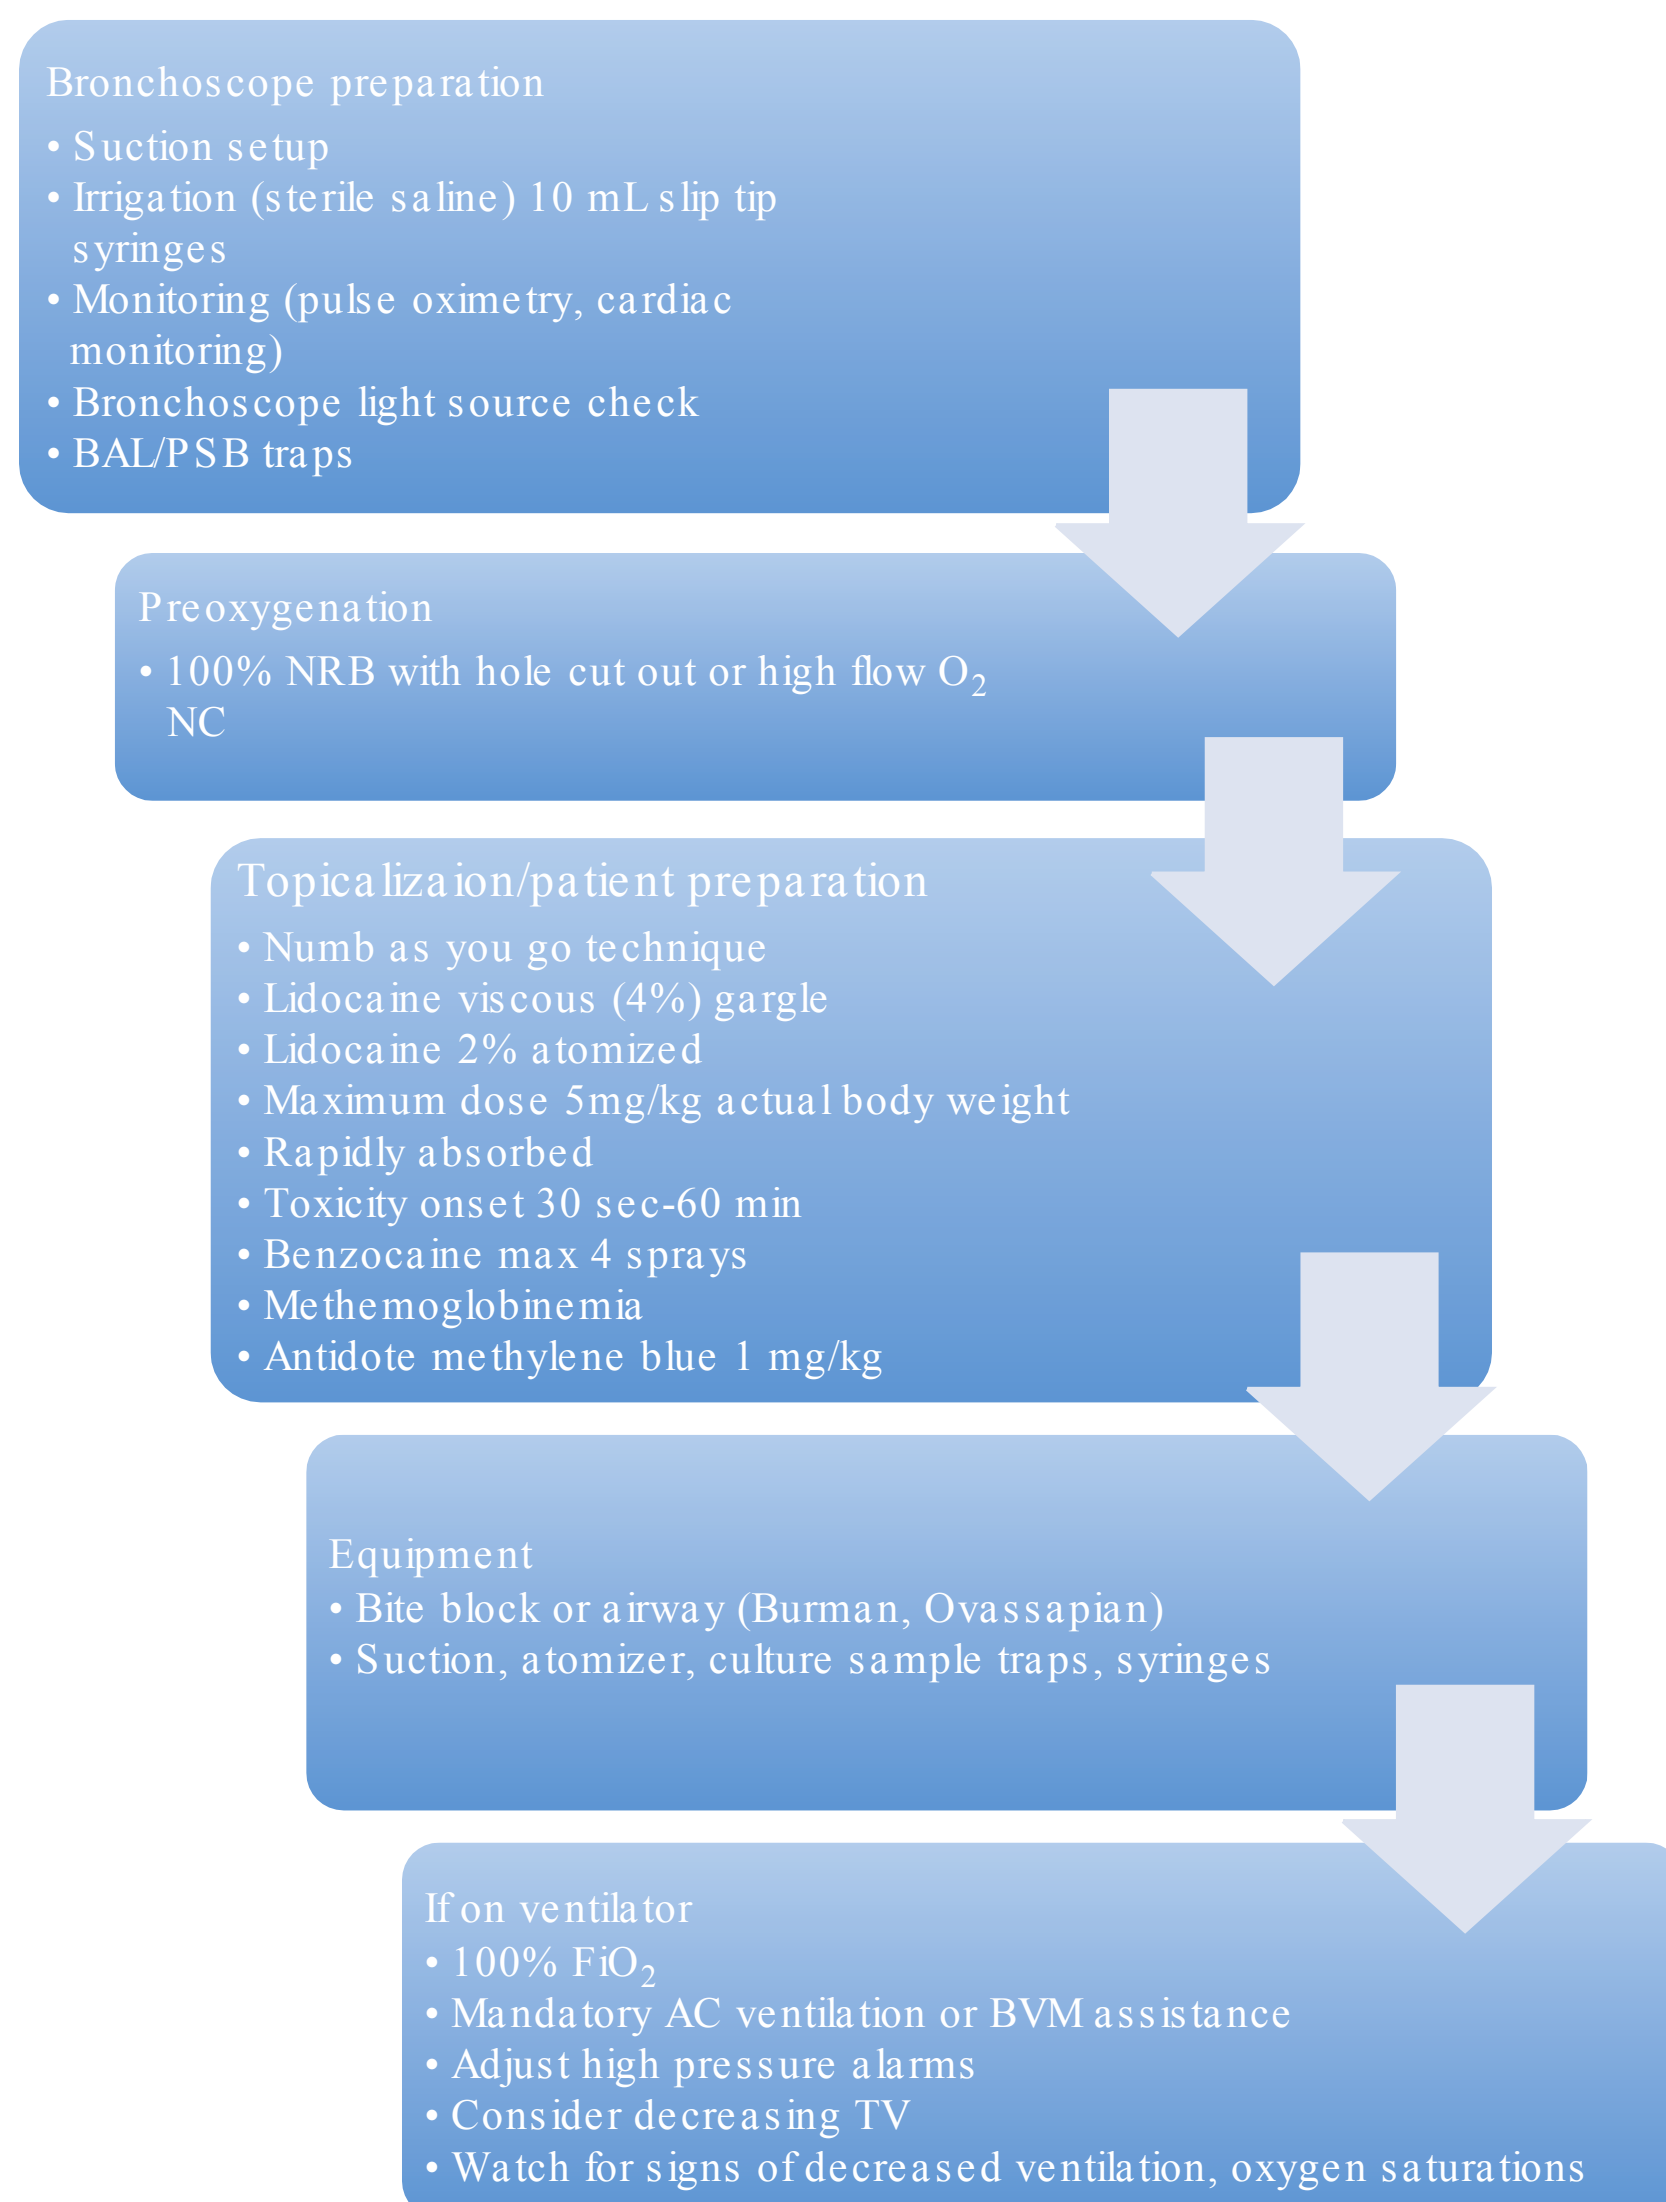 Bronchoscope preparation
• Suction setup
• Irrigation (sterile saline) 10 mL slip tip
syringes
• Monitoring (pulse oximetry, cardiac
monitoring)
• Bronchoscope light source check
• BAL/PSB traps
Preoxygenation
• 100% NRB with hole cut out or high flow O₂
NC
Topicalizaion/patient preparation
• Numb as you go technique
• Lidocaine viscous (4%) gargle
• Lidocaine 2% atomized
• Maximum dose 5mg/kg actual body weight
• Rapidly absorbed
• Toxicity onset 30 sec-60 min
• Benzocaine max 4 sprays
• Methemoglobinemia
• Antidote methylene blue 1 mg/kg
Equipment
• Bite block or airway (Burman, Ovassapian)
• Suction, atomizer, culture sample traps, syringes
If on ventilator
• 100% FiO₂
• Mandatory AC ventilation or BVM assistance
• Adjust high pressure alarms
• Consider decreasing TV
• Watch for signs of decreased ventilation, oxygen saturations